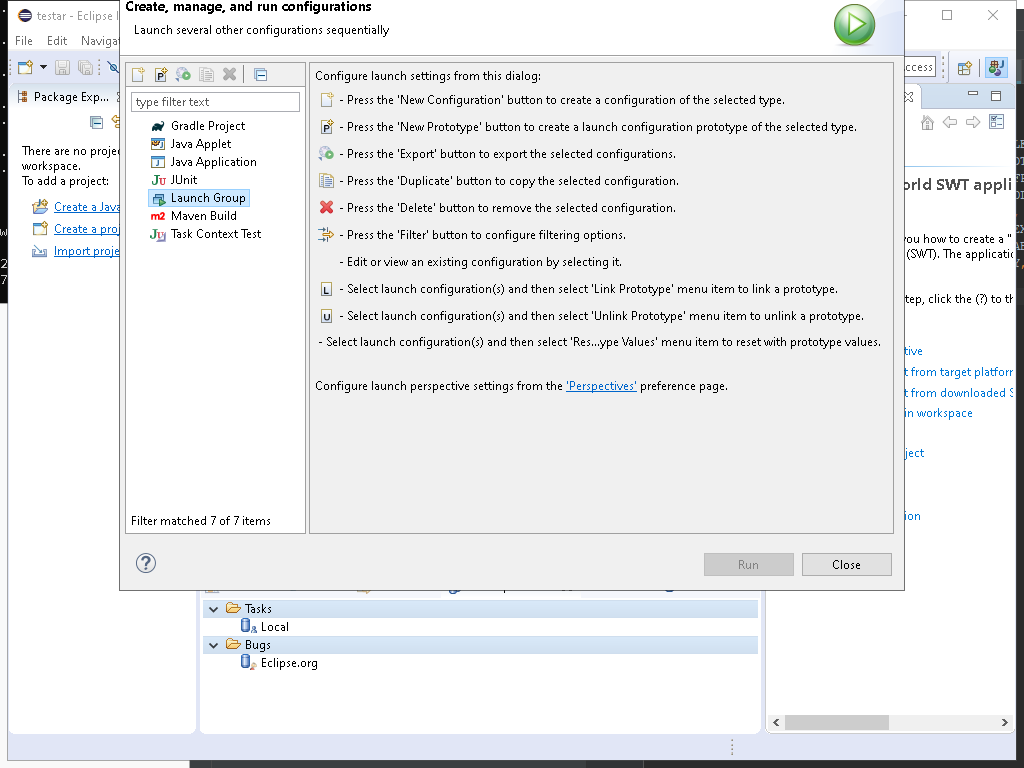 testar - Eclipse I
File Edit Navigat
Package Exp...
There are no projec
workspace.
To add a project:
Create a Java
Create a proj
Import proje
Create, manage, and run configurations
Launch several other configurations sequentially
type filter text
Gradle Project
Java Applet
Java Application
JUnit
Launch Group
Maven Build
Task Context Test
Filter matched 7 of 7 items
Configure launch settings from this dialog:
- Press the 'New Configuration' button to create a configuration of the selected type.
- Press the 'New Prototype' button to create a launch configuration prototype of the selected type.
- Press the 'Export' button to export the selected configurations.
- Press the 'Duplicate' button to copy the selected configuration.
- Press the 'Delete' button to remove the selected configuration.
- Press the 'Filter' button to configure filtering options.
- Edit or view an existing configuration by selecting it.
L - Select launch configuration(s) and then select 'Link Prototype' menu item to link a prototype.
U - Select launch configuration(s) and then select 'Unlink Prototype' menu item to unlink a prototype.
- Select launch configuration(s) and then select 'Res...ype Values' menu item to reset with prototype values.
Configure launch perspective settings from the 'Perspectives' preference page.
Run Close
Tasks
Local
Bugs
Eclipse.org
ccess
orld SWT appli
you how to create a "
(SWT). The applicatio
tep, click the (?) to th
tive
t from target platforr
t from downloaded S
in workspace
ject
ion